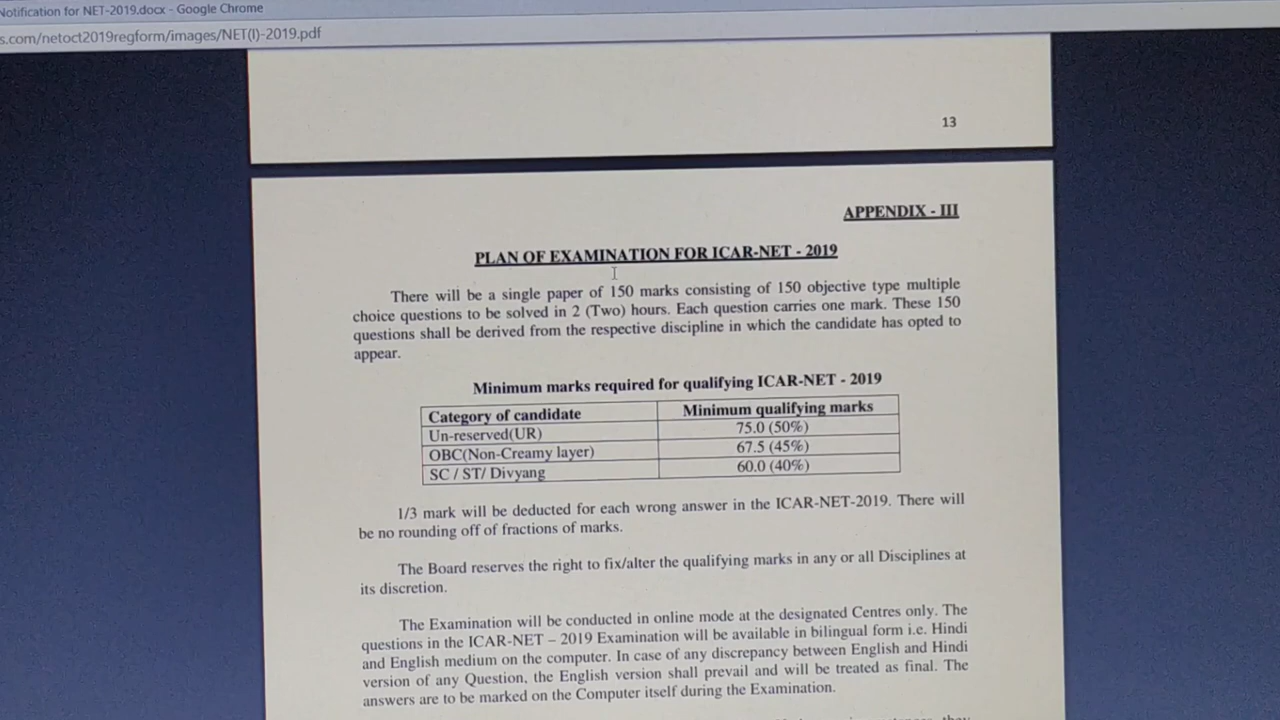 Notification for NET-2019.docx - Google Chrome
s.com/netoct2019regform/images/NET(I)-2019.pdf
13
APPENDIX - III
PLAN OF EXAMINATION FOR ICAR-NET - 2019
There will be a single paper of 150 marks consisting of 150 objective type multiple
choice questions to be solved in 2 (Two) hours. Each question carries one mark. These 150
questions shall be derived from the respective discipline in which the candidate has opted to
appear.
Minimum marks required for qualifying ICAR-NET - 2019
Category of candidate Minimum qualifying marks
Un-reserved(UR) 75.0 (50%)
OBC(Non-Creamy layer) 67.5 (45%)
SC / ST/ Divyang 60.0 (40%)
1/3 mark will be deducted for each wrong answer in the ICAR-NET-2019. There will
be no rounding off of fractions of marks.
The Board reserves the right to fix/alter the qualifying marks in any or all Disciplines at
its discretion.
The Examination will be conducted in online mode at the designated Centres only. The
questions in the ICAR-NET – 2019 Examination will be available in bilingual form i.e. Hindi
and English medium on the computer. In case of any discrepancy between English and Hindi
version of any Question, the English version shall prevail and will be treated as final. The
answers are to be marked on the Computer itself during the Examination.